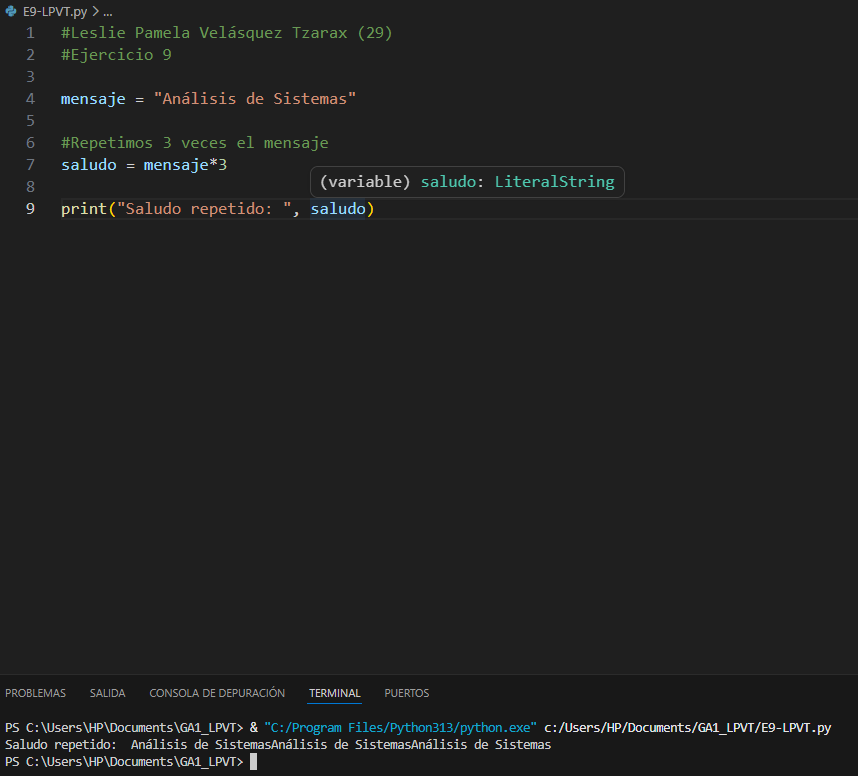 E9-LPVT.py > ...
1 #Leslie Pamela Velásquez Tzarax (29)
2 #Ejercicio 9
3
4 mensaje = "Análisis de Sistemas"
5
6 #Repetimos 3 veces el mensaje
7 saludo = mensaje*3
(variable) saludo: LiteralString
8
9 print("Saludo repetido: ", saludo)
PROBLEMAS SALIDA CONSOLA DE DEPURACIÓN TERMINAL PUERTOS
PS C:\Users\HP\Documents\GA1_LPVT> & "C:/Program Files/Python313/python.exe" c:/Users/HP/Documents/GA1_LPVT/E9-LPVT.py
Saludo repetido:  Análisis de SistemasAnálisis de SistemasAnálisis de Sistemas
PS C:\Users\HP\Documents\GA1_LPVT>